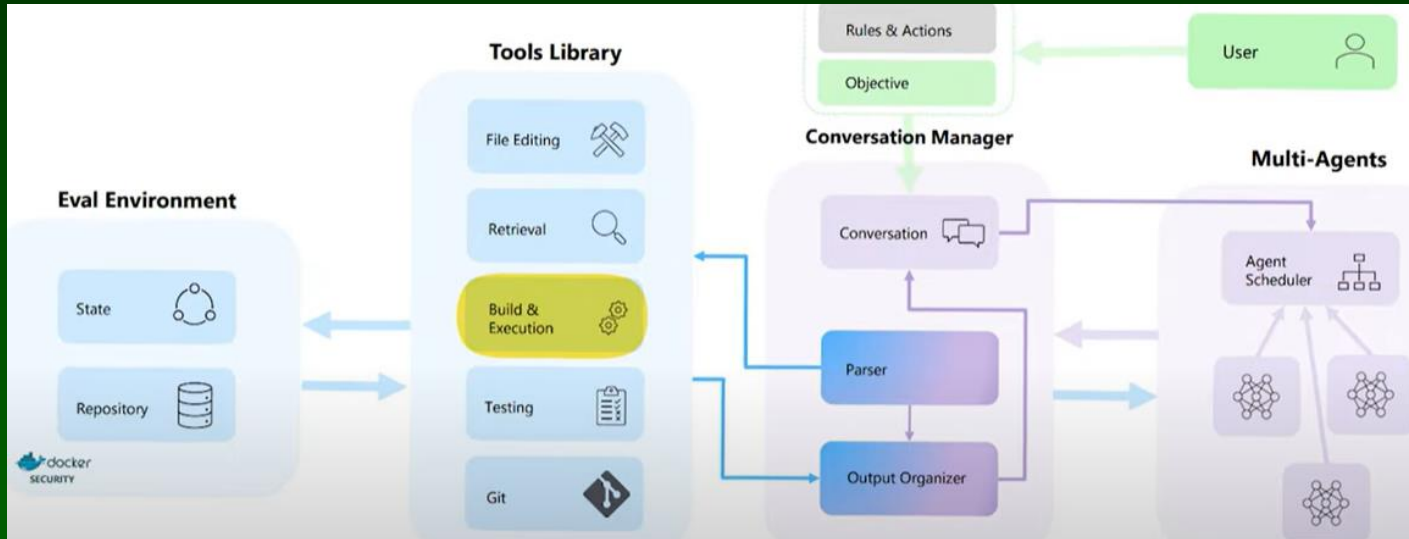 Rules & Actions
Objective
User
Tools Library
File Editing
Retrieval
Build &
Execution
Testing
Git
Conversation Manager
Conversation
Parser
Output Organizer
Multi-Agents
Agent
Scheduler
Eval Environment
State
Repository
docker
SECURITY